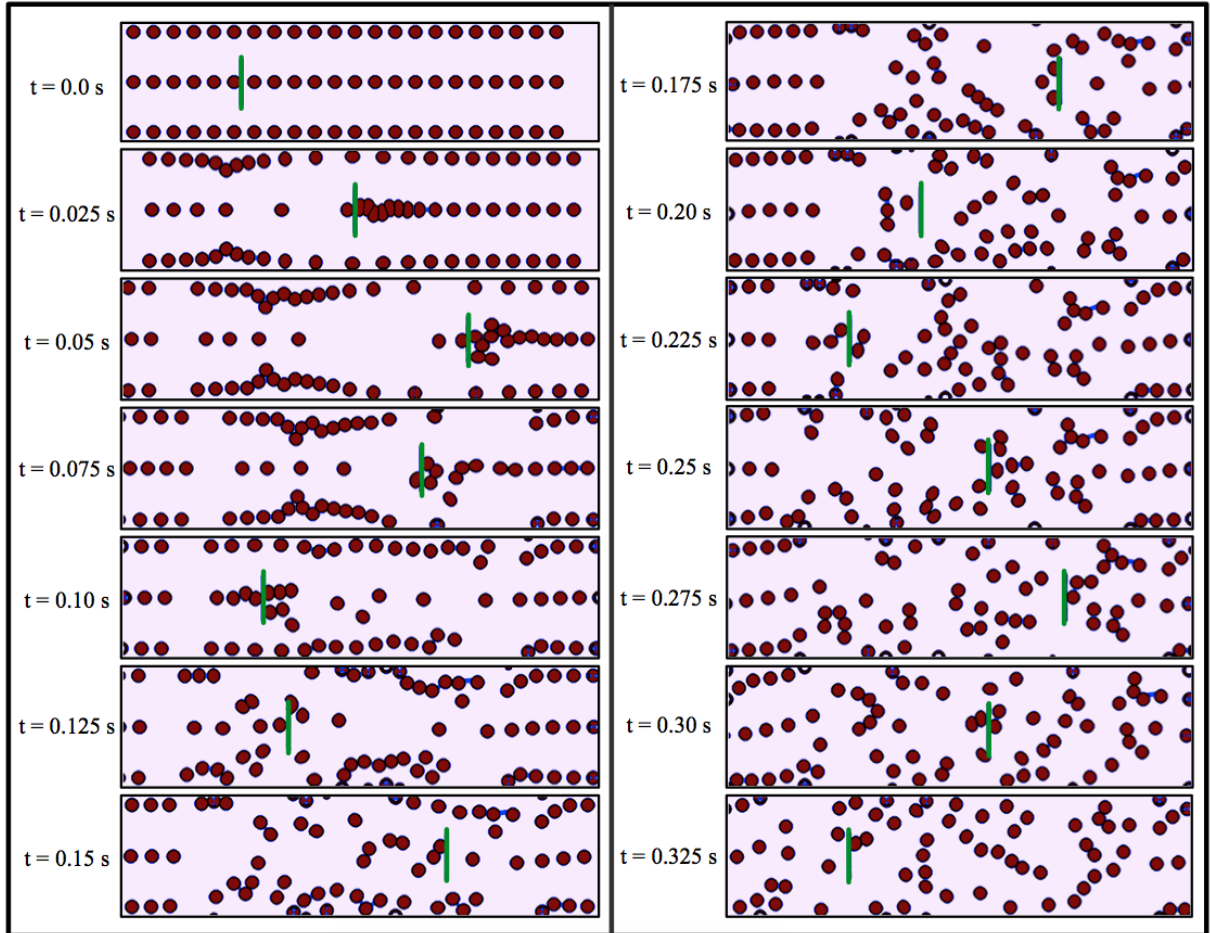 t = 0.0 s
t = 0.025 s
t = 0.05 s
t = 0.075 s
t = 0.10 s
t = 0.125 s
t = 0.15 s
t = 0.175 s
t = 0.20 s
t = 0.225 s
t = 0.25 s
t = 0.275 s
t = 0.30 s
t = 0.325 s